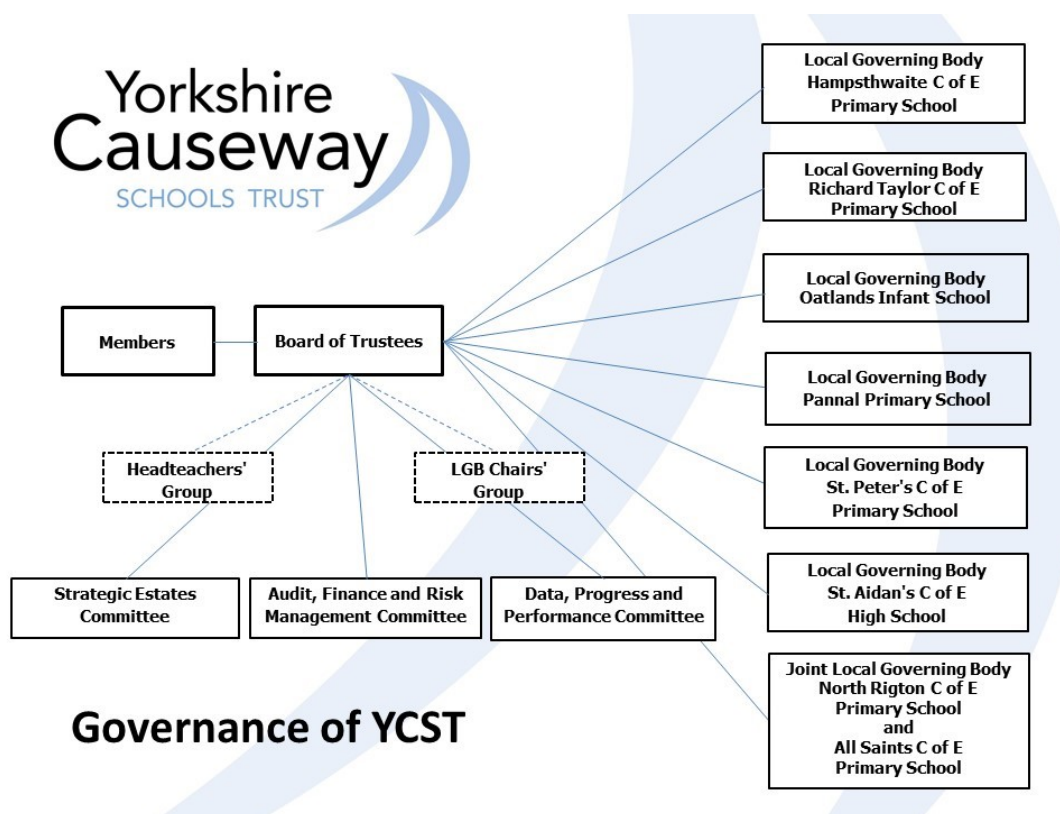 Yorkshire
Causeway
SCHOOLS TRUST
Members
Board of Trustees
Headteachers'
Group
LGB Chairs'
Group
Strategic Estates
Committee
Audit, Finance and Risk
Management Committee
Data, Progress and
Performance Committee
Governance of YCST
Local Governing Body
Hampsthwaite C of E
Primary School
Local Governing Body
Richard Taylor C of E
Primary School
Local Governing Body
Oatlands Infant School
Local Governing Body
Pannal Primary School
Local Governing Body
St. Peter's C of E
Primary School
Local Governing Body
St. Aidan's C of E
High School
Joint Local Governing Body
North Rigton C of E
Primary School
and
All Saints C of E
Primary School